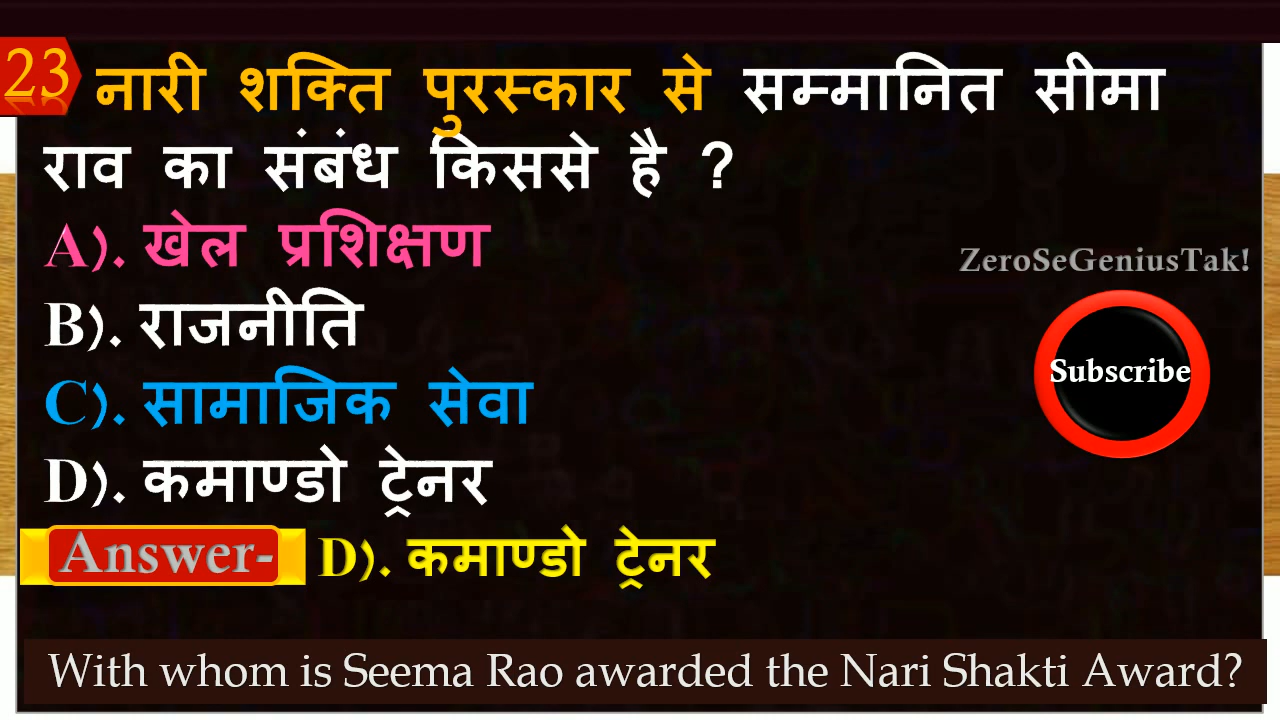 23 नारी शक्ति पुरस्कार से सम्मानित सीमा
राव का संबंध किससे है ?
A). खेल प्रशिक्षण
ZeroSeGeniusTak!
B). राजनीति
Subscribe
C). सामाजिक सेवा
D). कमाण्डो ट्रेनर
Answer- D). कमाण्डो ट्रेनर
With whom is Seema Rao awarded the Nari Shakti Award?